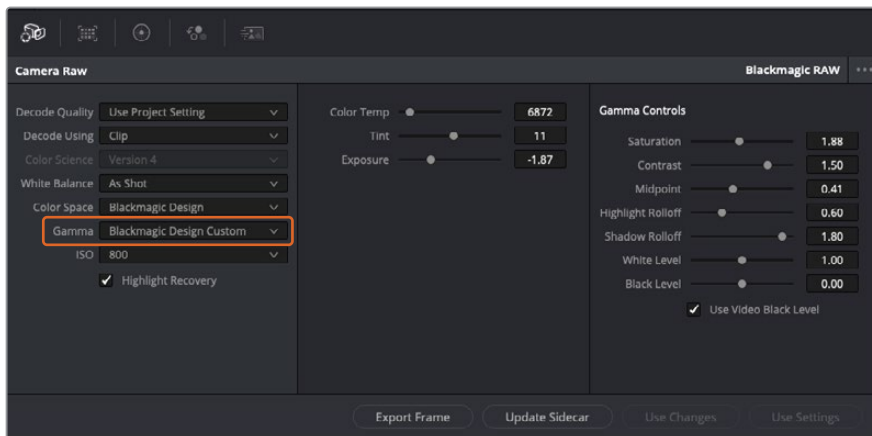 Camera Raw
Blackmagic RAW
Decode Quality Use Project Setting
Decode Using Clip
Color Science Version 4
White Balance As Shot
Color Space Blackmagic Design
Gamma Blackmagic Design Custom
ISO 800
Highlight Recovery
Color Temp 6872
Tint 11
Exposure -1.87
Gamma Controls
Saturation 1.88
Contrast 1.50
Midpoint 0.41
Highlight Rolloff 0.60
Shadow Rolloff 1.80
White Level 1.00
Black Level 0.00
Use Video Black Level
Export Frame Update Sidecar Use Changes Use Settings